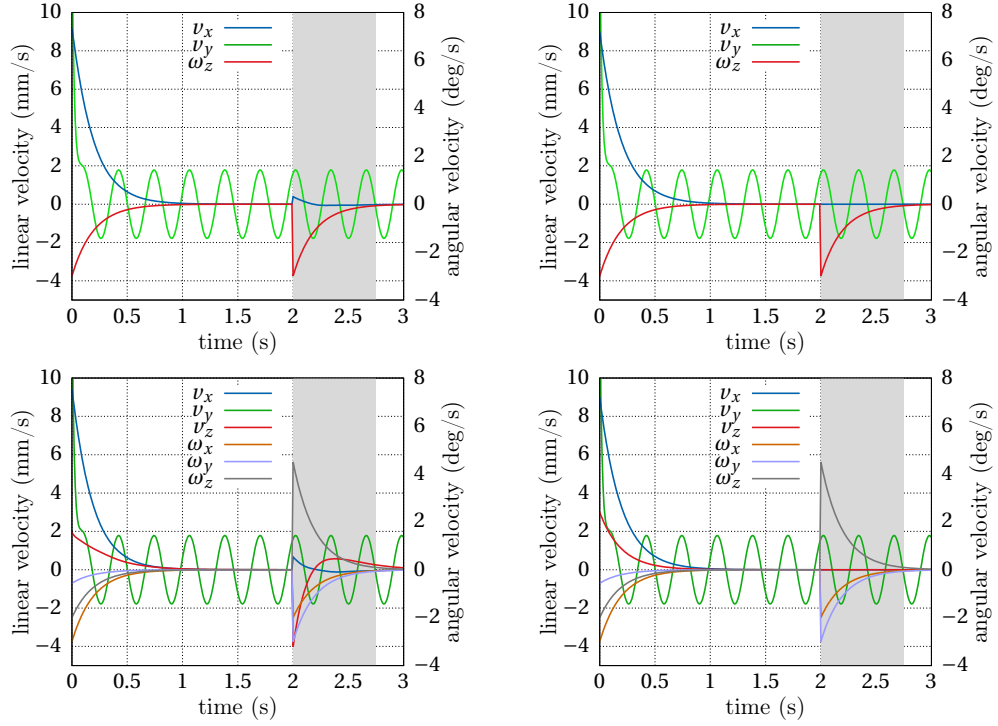 10
8
6
4
2
0
−2
−4
linear velocity (mm/s)
v_x
v_y
ω_z
8
6
4
2
0
−2
−4
angular velocity (deg/s)
0 0.5 1 1.5 2 2.5 3
time (s)
10
8
6
4
2
0
−2
−4
linear velocity (mm/s)
v_x
v_y
ω_z
8
6
4
2
0
−2
−4
angular velocity (deg/s)
0 0.5 1 1.5 2 2.5 3
time (s)
10
8
6
4
2
0
−2
−4
linear velocity (mm/s)
v_x
v_y
v_z
ω_x
ω_y
ω_z
8
6
4
2
0
−2
−4
angular velocity (deg/s)
0 0.5 1 1.5 2 2.5 3
time (s)
10
8
6
4
2
0
−2
−4
linear velocity (mm/s)
v_x
v_y
v_z
ω_x
ω_y
ω_z
8
6
4
2
0
−2
−4
angular velocity (deg/s)
0 0.5 1 1.5 2 2.5 3
time (s)